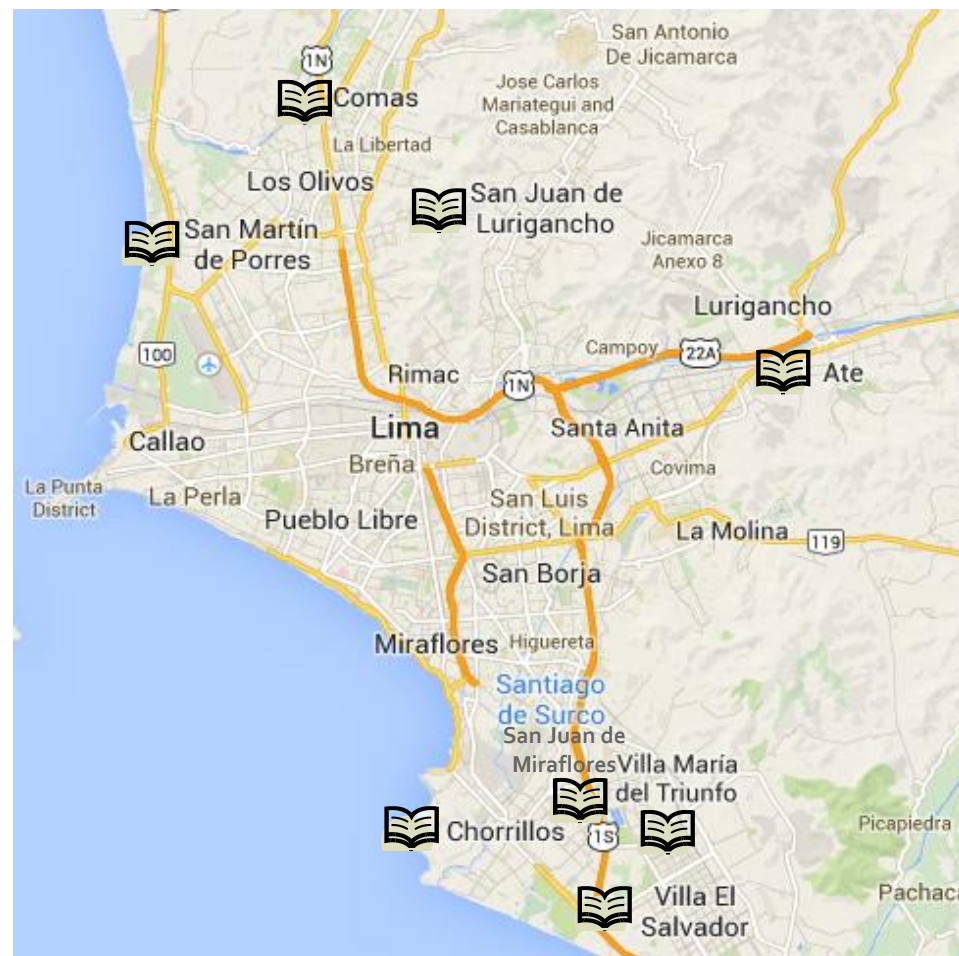 San Antonio
De Jicamarca
1N
Jose Carlos
Mariategui and
Casablanca
Comas
La Libertad
Los Olivos
San Juan de
Lurigancho
San Martín
de Porres
Jicamarca
Anexo 8
Lurigancho
100
Campoy
22A
Rimac
1N
Ate
Lima
Santa Anita
Callao
Breña
Covima
La Punta
District
La Perla
San Luis
District, Lima
Pueblo Libre
La Molina
119
San Borja
Miraflores
Higuereta
Santiago
de Surco
San Juan de
Miraflores
Villa María
del Triunfo
Chorrillos
1S
Picapiedra
Villa El
Salvador